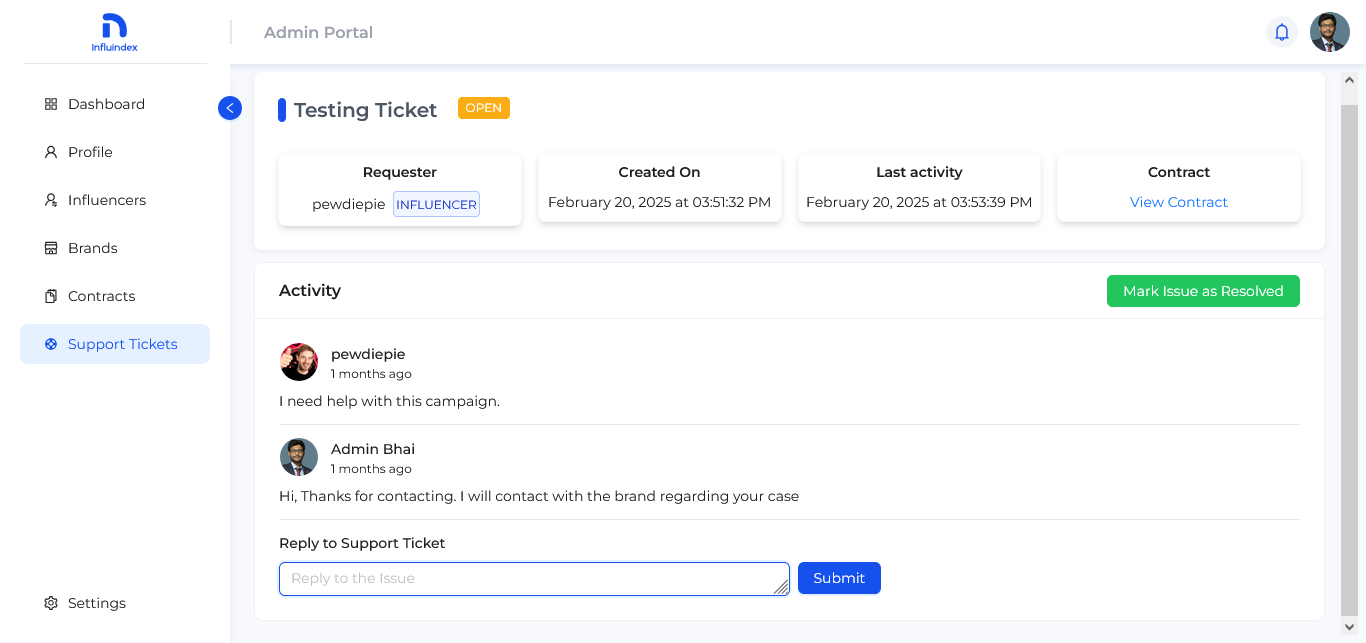 Influindex
Admin Portal
Dashboard
Profile
Influencers
Brands
Contracts
Support Tickets
Settings
Testing Ticket OPEN
Requester
pewdiepie INFLUENCER
Created On
February 20, 2025 at 03:51:32 PM
Last activity
February 20, 2025 at 03:53:39 PM
Contract
View Contract
Activity
Mark Issue as Resolved
pewdiepie
1 months ago
I need help with this campaign.
Admin Bhai
1 months ago
Hi, Thanks for contacting. I will contact with the brand regarding your case
Reply to Support Ticket
Reply to the Issue
Submit